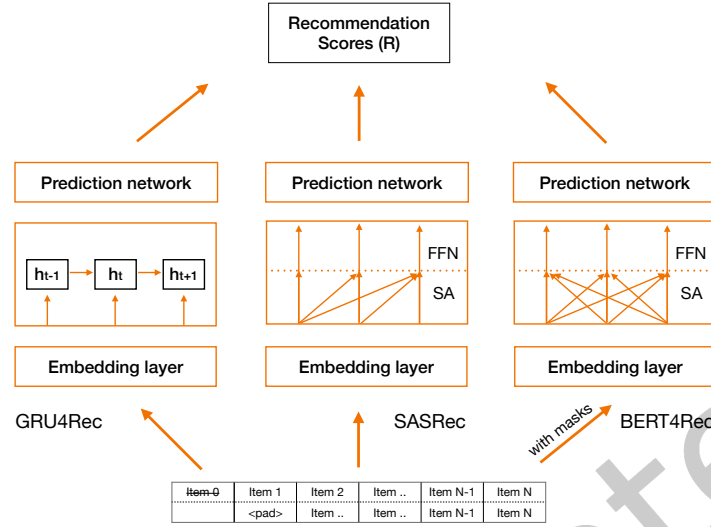 Recommendation
Scores (R)
Prediction network
Prediction network
Prediction network
ht-1
ht
ht+1
FFN
SA
FFN
SA
Embedding layer
Embedding layer
Embedding layer
GRU4Rec
SASRec
with masks
BERT4Rec
Item 0 Item 1 Item 2 Item .. Item N-1 Item N
<pad> Item .. Item .. Item N-1 Item N